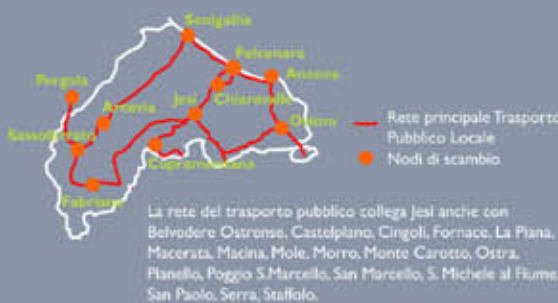 Senigallia
Falconara
Ancona
Pergola
Jesi
Chiaravalle
Arcevia
Osimo
Sassoferrato
Cupramontana
Fabriano
Rete principale Trasporto
Pubblico Locale
Nodi di scambio
La rete del trasporto pubblico collega Jesi anche con
Belvedere Ostrense, Castelplano, Cingoli, Fornace, La Piana,
Macerata, Macina, Mole, Morro, Monte Carotto, Ostra,
Pianello, Poggio S.Marcello, San Marcello, S. Michele al Fiume,
San Paolo, Serra, Staffolo.